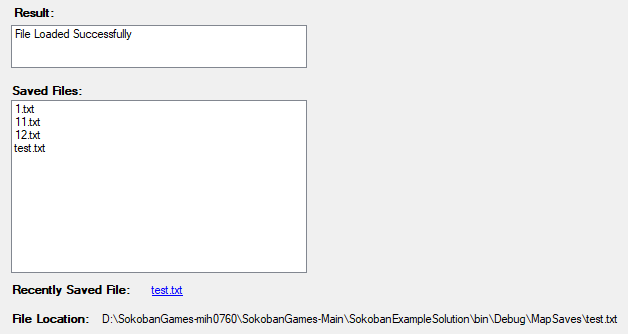 Result:
File Loaded Successfully
Saved Files:
1.txt
11.txt
12.txt
test.txt
Recently Saved File: test.txt
File Location: D:\SokobanGames-mih0760\SokobanGames-Main\SokobanExampleSolution\bin\Debug\MapSaves\test.txt